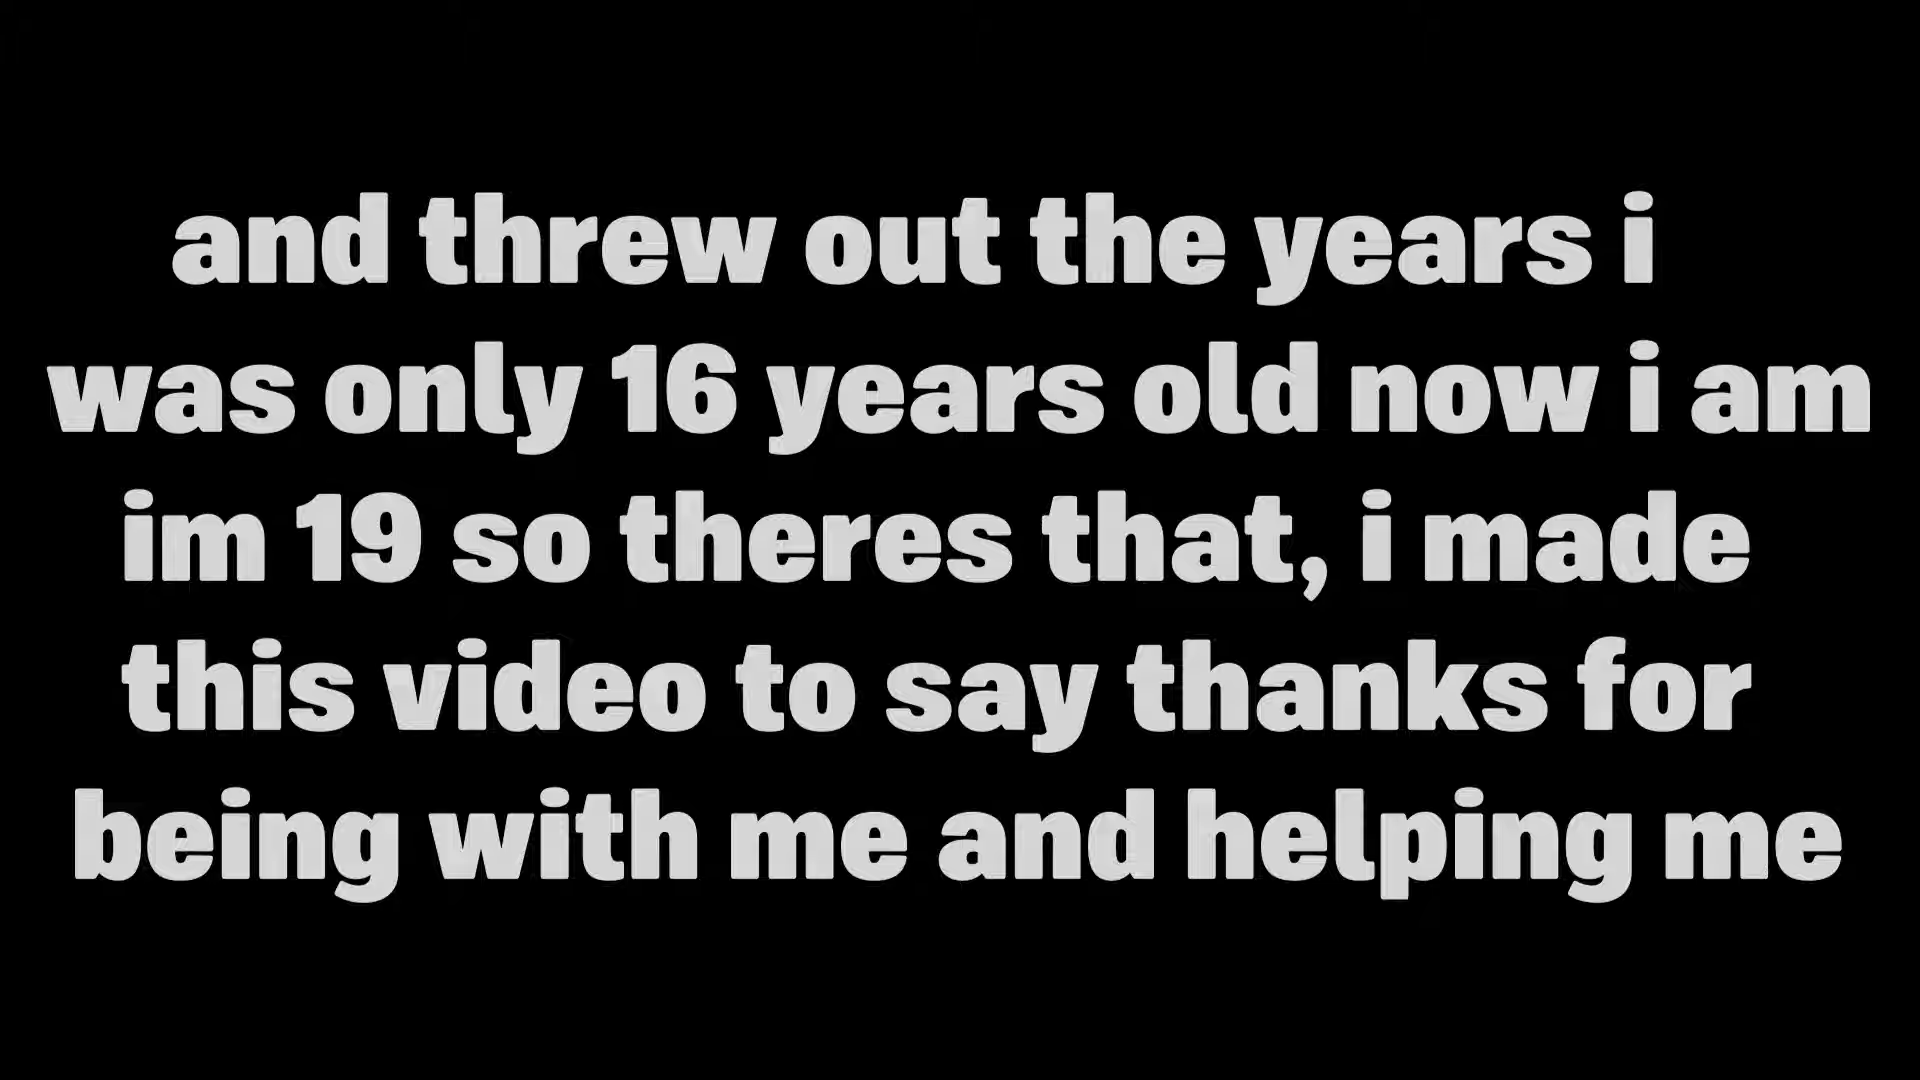 and threw out the years i
was only 16 years old now i am
im 19 so theres that, i made
this video to say thanks for
being with me and helping me